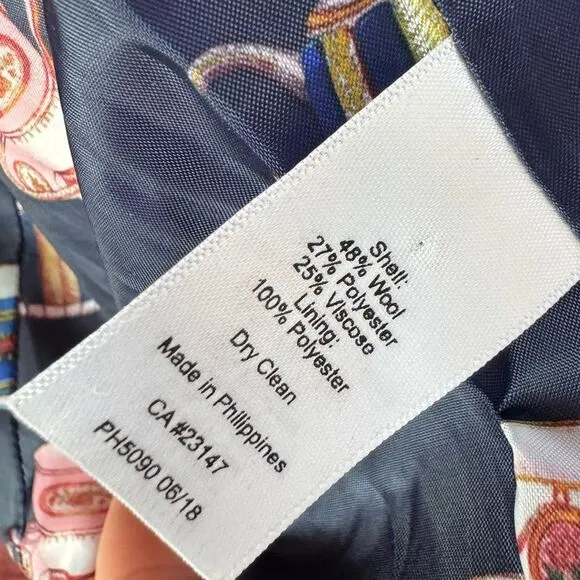 Shell:
48% Wool
27% Polyester
25% Viscose
Lining:
100% Polyester
Dry Clean
Made in Philippines
CA #23147
PH5090 06/18